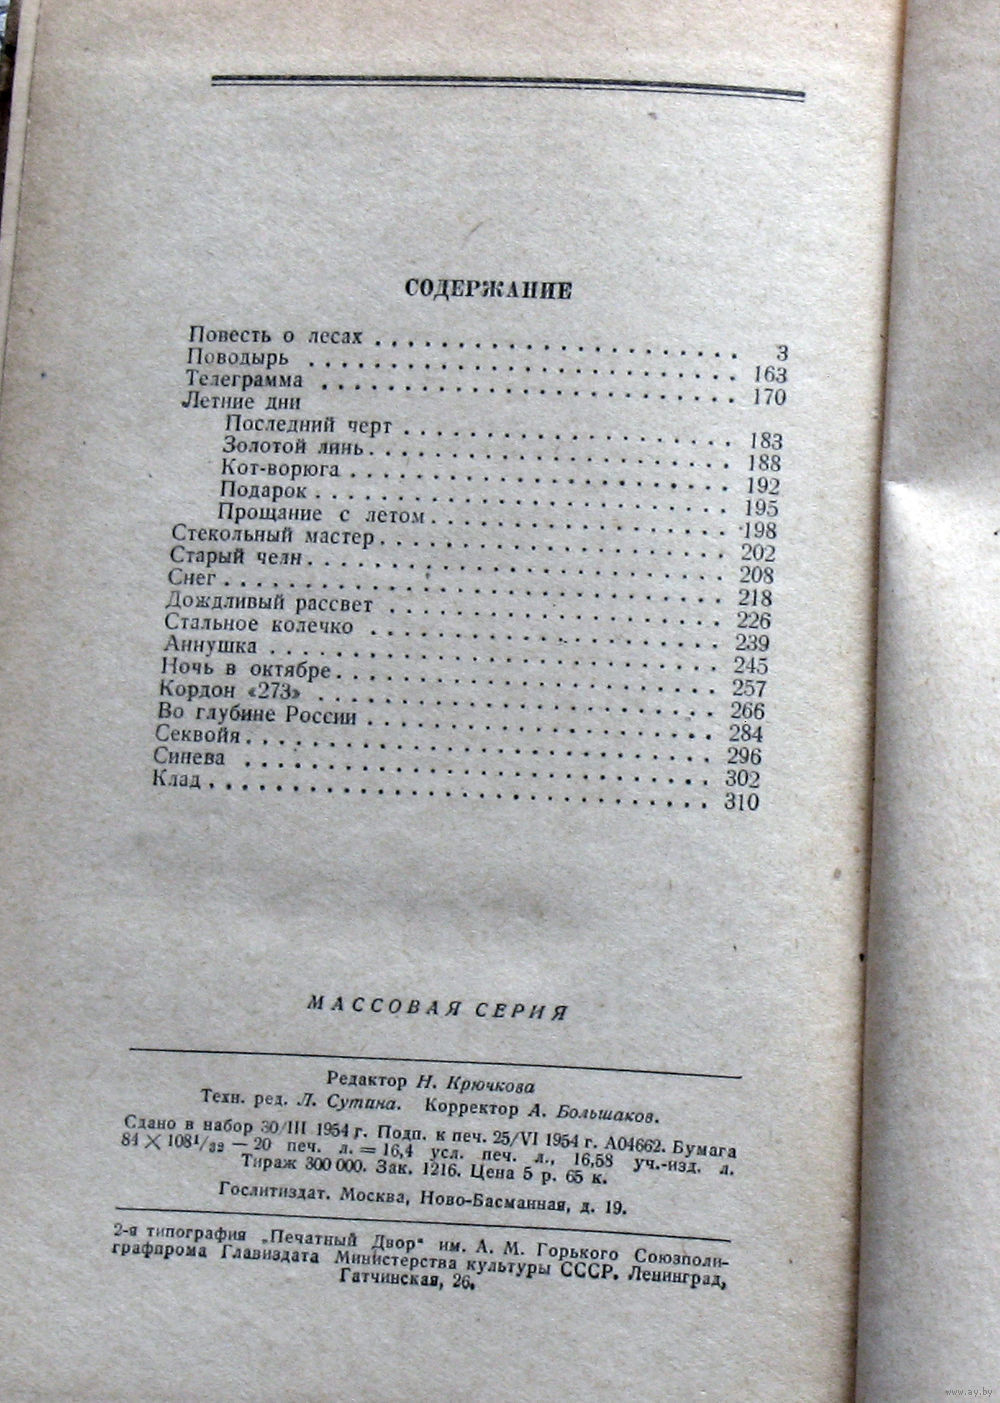 СОДЕРЖАНИЕ
Повесть о лесах . . . . . . . . . . . . . . . . . . 3
Поводырь . . . . . . . . . . . . . . . . . . . . 163
Телеграмма . . . . . . . . . . . . . . . . . . . 170
Летние дни
Последний черт . . . . . . . . . . . . . . . 183
Золотой линь . . . . . . . . . . . . . . . . 188
Кот-ворюга . . . . . . . . . . . . . . . . . 192
Подарок . . . . . . . . . . . . . . . . . . . 195
Прощание с летом . . . . . . . . . . . . . . 198
Стекольный мастер . . . . . . . . . . . . . . . . 202
Старый челн . . . . . . . . . . . . . . . . . . . 208
Снег . . . . . . . . . . . . . . . . . . . . . . . 218
Дождливый рассвет . . . . . . . . . . . . . . . . 226
Стальное колечко . . . . . . . . . . . . . . . . . 239
Аннушка . . . . . . . . . . . . . . . . . . . . . 245
Ночь в октябре . . . . . . . . . . . . . . . . . . 257
Кордон «273» . . . . . . . . . . . . . . . . . . . 266
Во глубине России . . . . . . . . . . . . . . . . 284
Секвойя . . . . . . . . . . . . . . . . . . . . . 296
Синева . . . . . . . . . . . . . . . . . . . . . . 302
Клад . . . . . . . . . . . . . . . . . . . . . . . 310
МАССОВАЯ СЕРИЯ
Редактор Н. Крючкова
Техн. ред. Л. Сутина. Корректор А. Большаков.
Сдано в набор 30/III 1954 г. Подп. к печ. 25/VI 1954 г. А04662. Бумага
84 × 108¹/₃₂ — 20 печ. л. = 16,4 усл. печ. л., 16,58 уч.-изд. л.
Тираж 300 000. Зак. 1216. Цена 5 р. 65 к.
Гослитиздат. Москва, Ново-Басманная, д. 19.
2-я типография „Печатный Двор“ им. А. М. Горького Союзполи-
графпрома Главиздата Министерства культуры СССР. Ленинград,
Гатчинская, 26.
www.ay.by